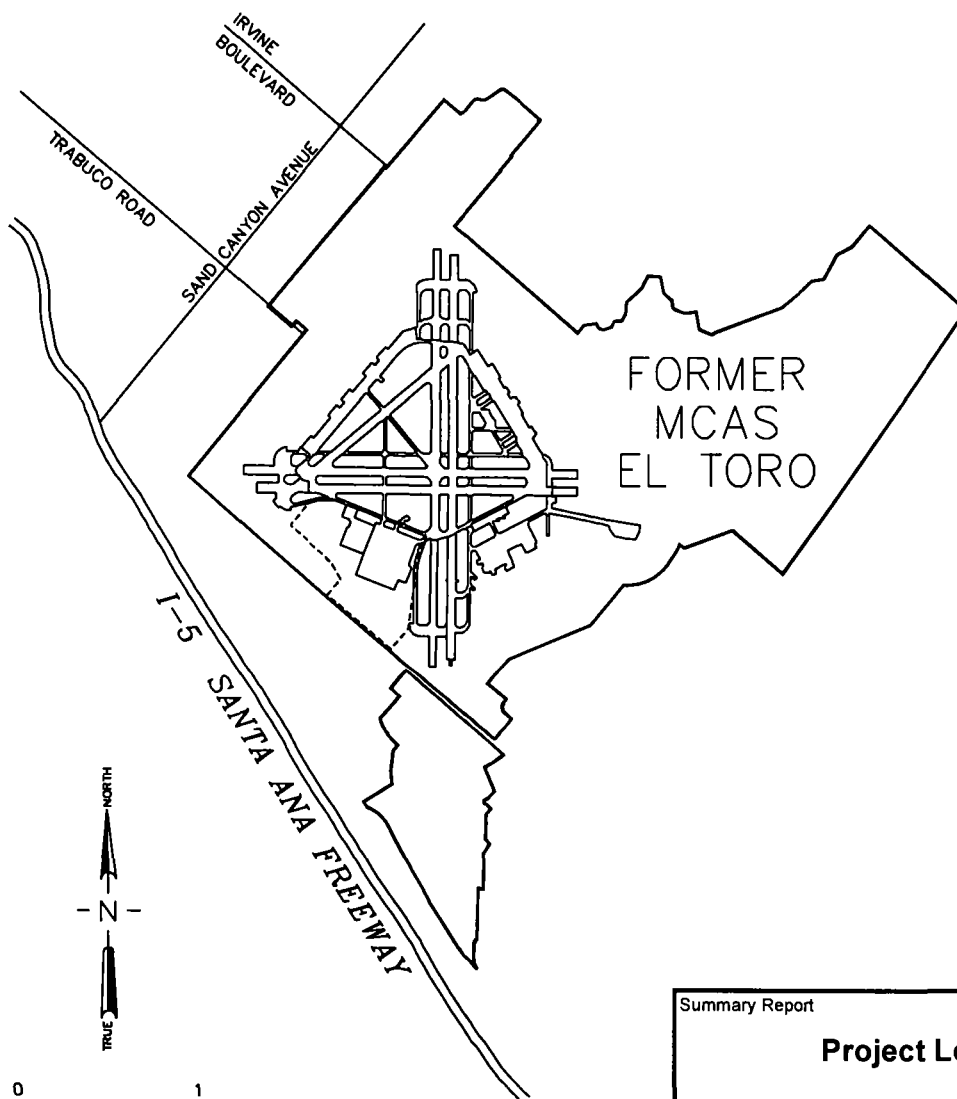 IRVINE
BOULEVARD
TRABUCO ROAD
SAND CANYON AVENUE
FORMER
MCAS
EL TORO
I-5 SANTA ANA FREEWAY
NORTH
-N-
TRUE
0 1
Summary Report
Project